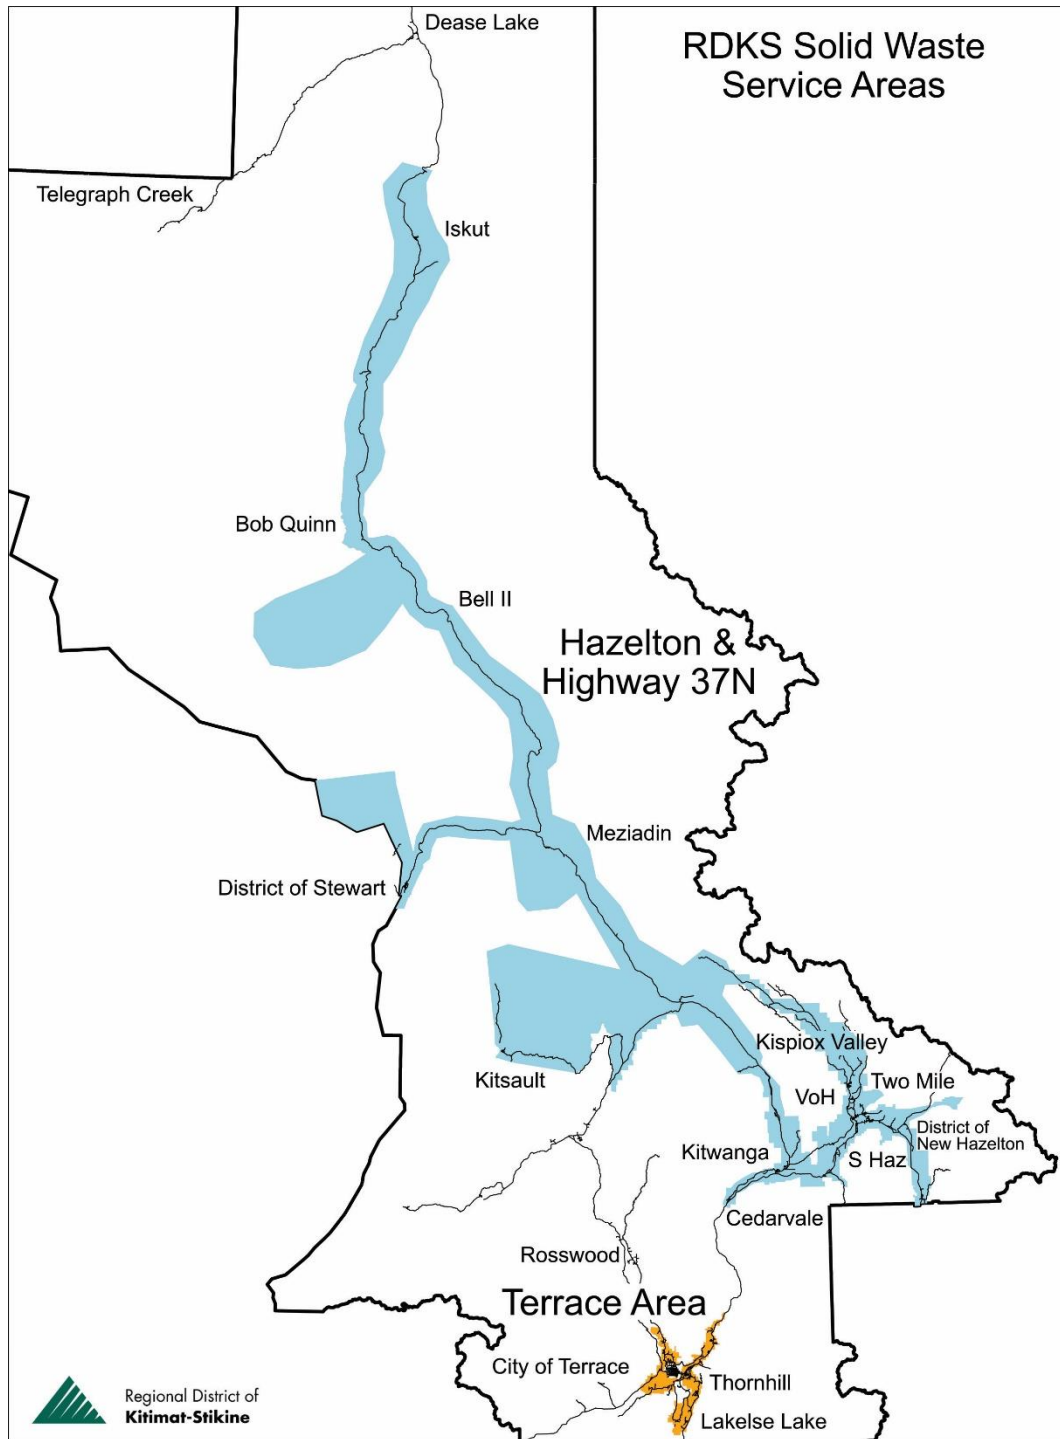 Dease Lake
RDKS Solid Waste
Service Areas
Telegraph Creek
Iskut
Bob Quinn
Bell II
Hazelton &
Highway 37N
Meziadin
District of Stewart
Kispiox Valley
Kitsault
Two Mile
VoH
District of
New Hazelton
Kitwanga
S Haz
Cedarvale
Rosswood
Terrace Area
City of Terrace
Thornhill
Lakelse Lake
Regional District of
Kitimat-Stikine